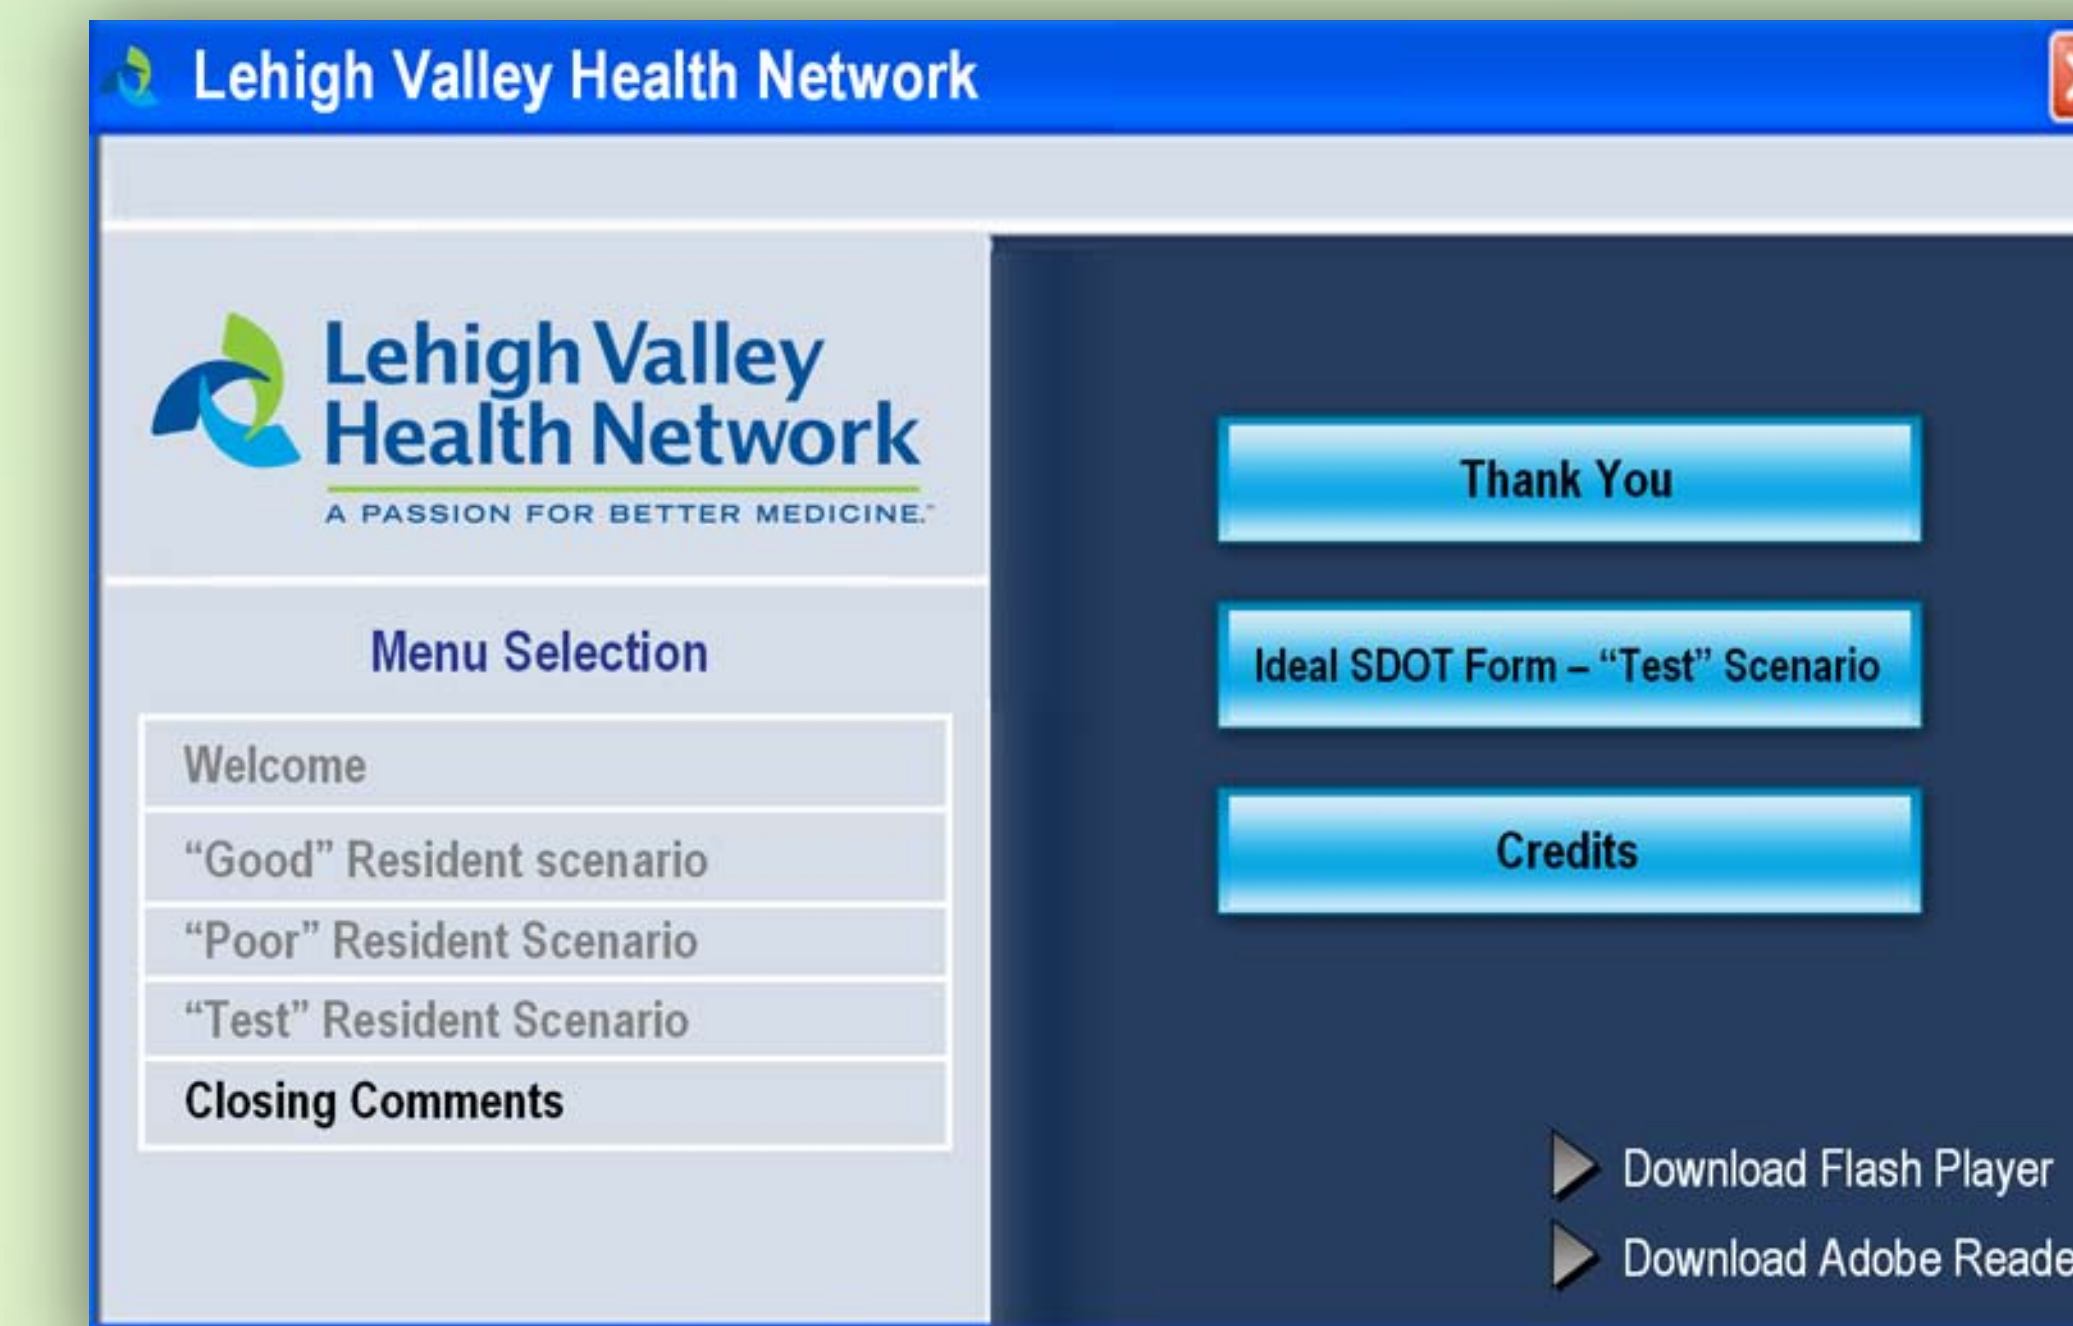 Lehigh Valley Health Network
Lehigh Valley
Health Network
A PASSION FOR BETTER MEDICINE.™
Menu Selection
Welcome
“Good” Resident scenario
“Poor” Resident Scenario
“Test” Resident Scenario
Closing Comments
Thank You
Ideal SDOT Form – “Test” Scenario
Credits
Download Flash Player
Download Adobe Reade